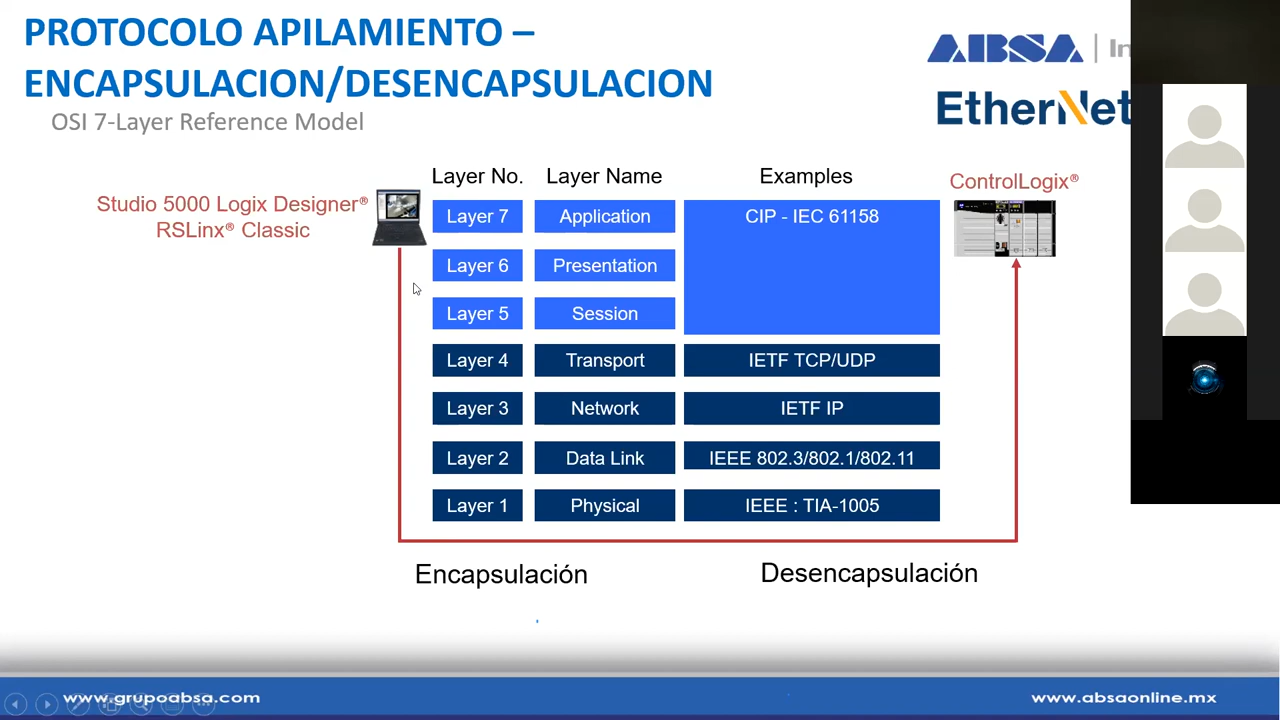 PROTOCOLO APILAMIENTO –
ENCAPSULACION/DESENCAPSULACION
OSI 7-Layer Reference Model
ABSA | In
EtherNet
Studio 5000 Logix Designer®
RSLinx® Classic
ControlLogix®
Layer No. Layer Name Examples
Layer 7 Application CIP - IEC 61158
Layer 6 Presentation
Layer 5 Session
Layer 4 Transport IETF TCP/UDP
Layer 3 Network IETF IP
Layer 2 Data Link IEEE 802.3/802.1/802.11
Layer 1 Physical IEEE : TIA-1005
Encapsulación Desencapsulación
www.grupoabsa.com www.absaonline.mx